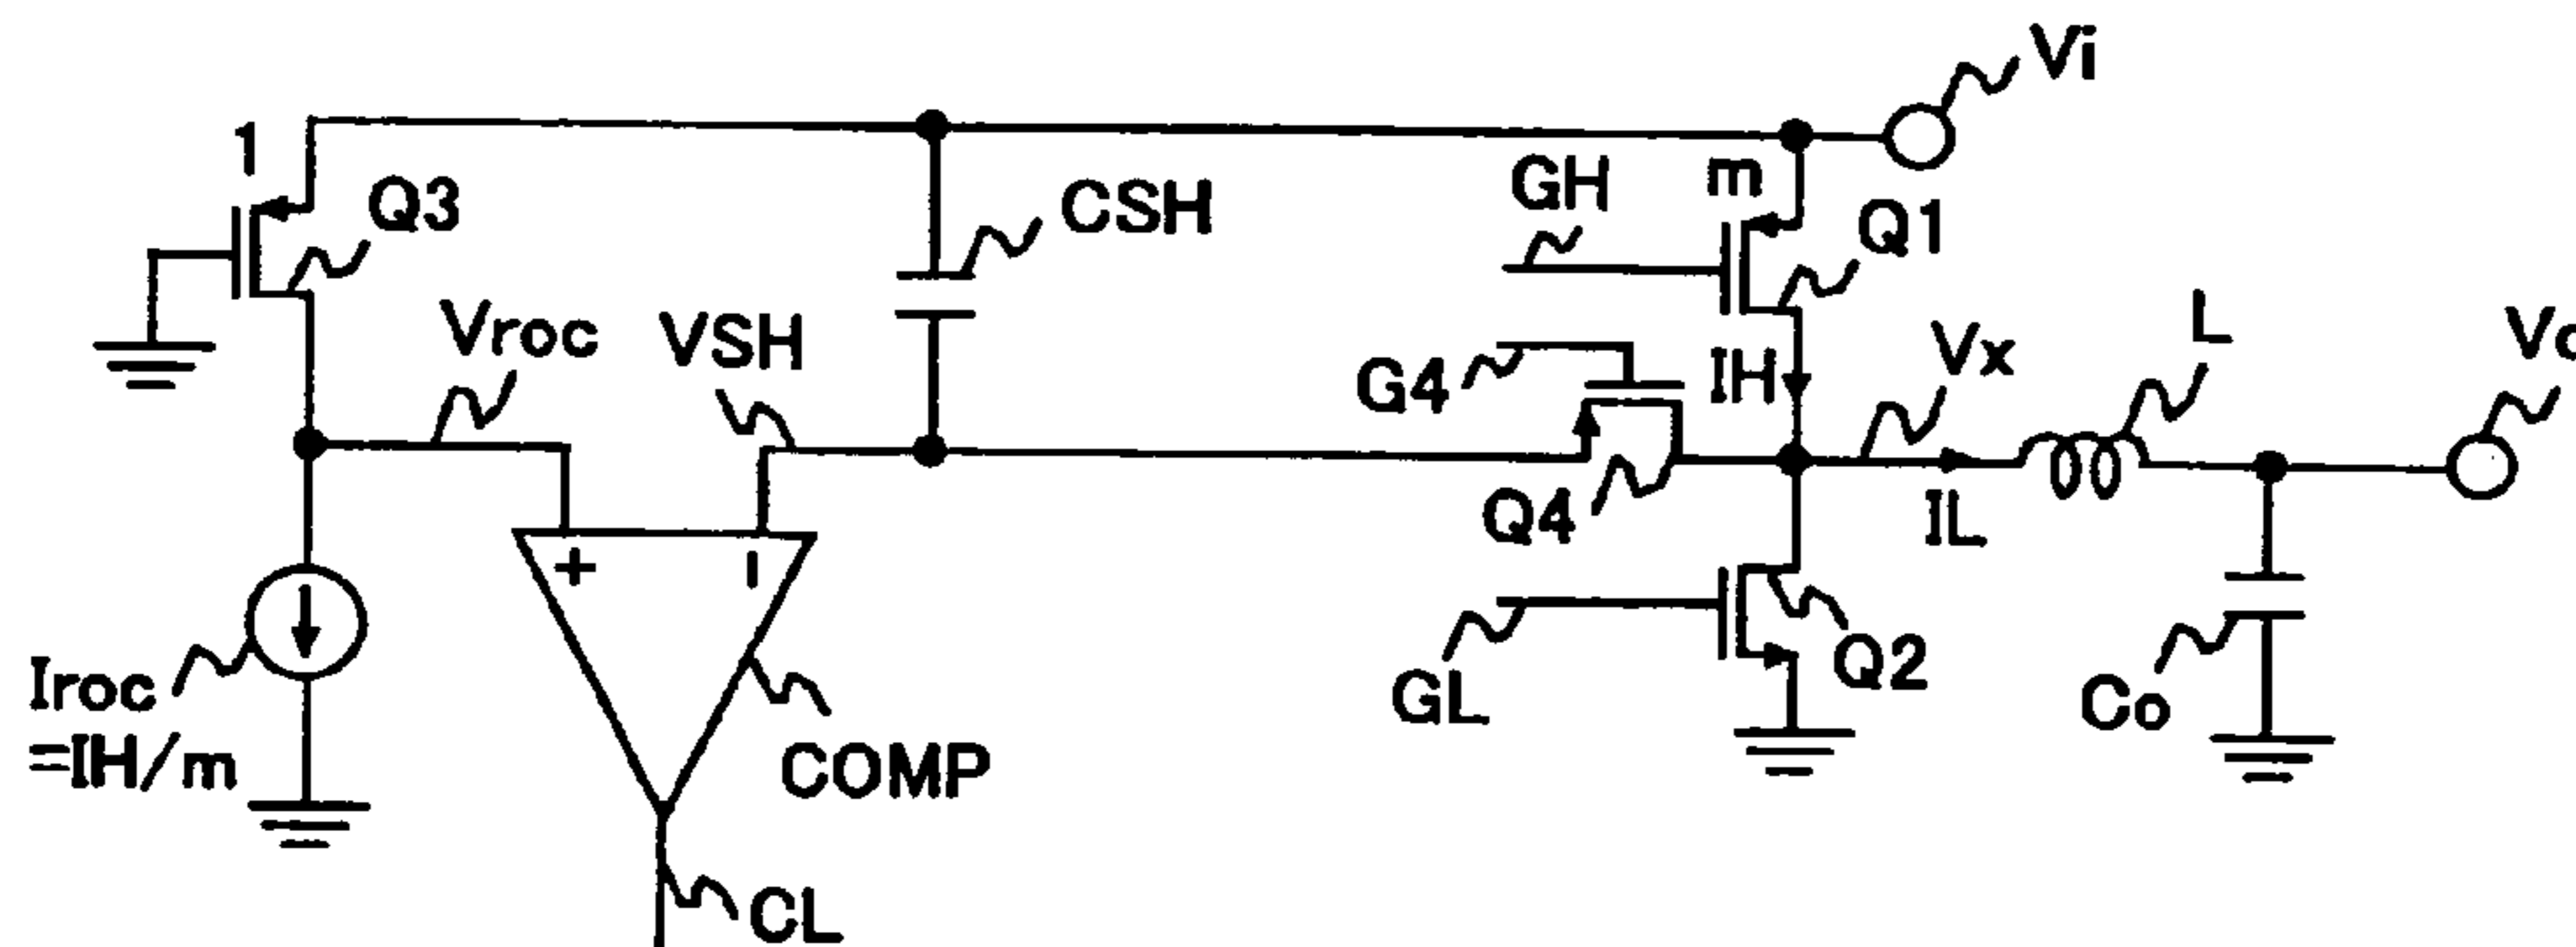 Vi
1
Q3
CSH
GH
m
Q1
Vroc
VSH
G4
IH
Vx
L
Q4
IL
+
-
Iroc
=IH/m
COMP
GL
Q2
Co
CL